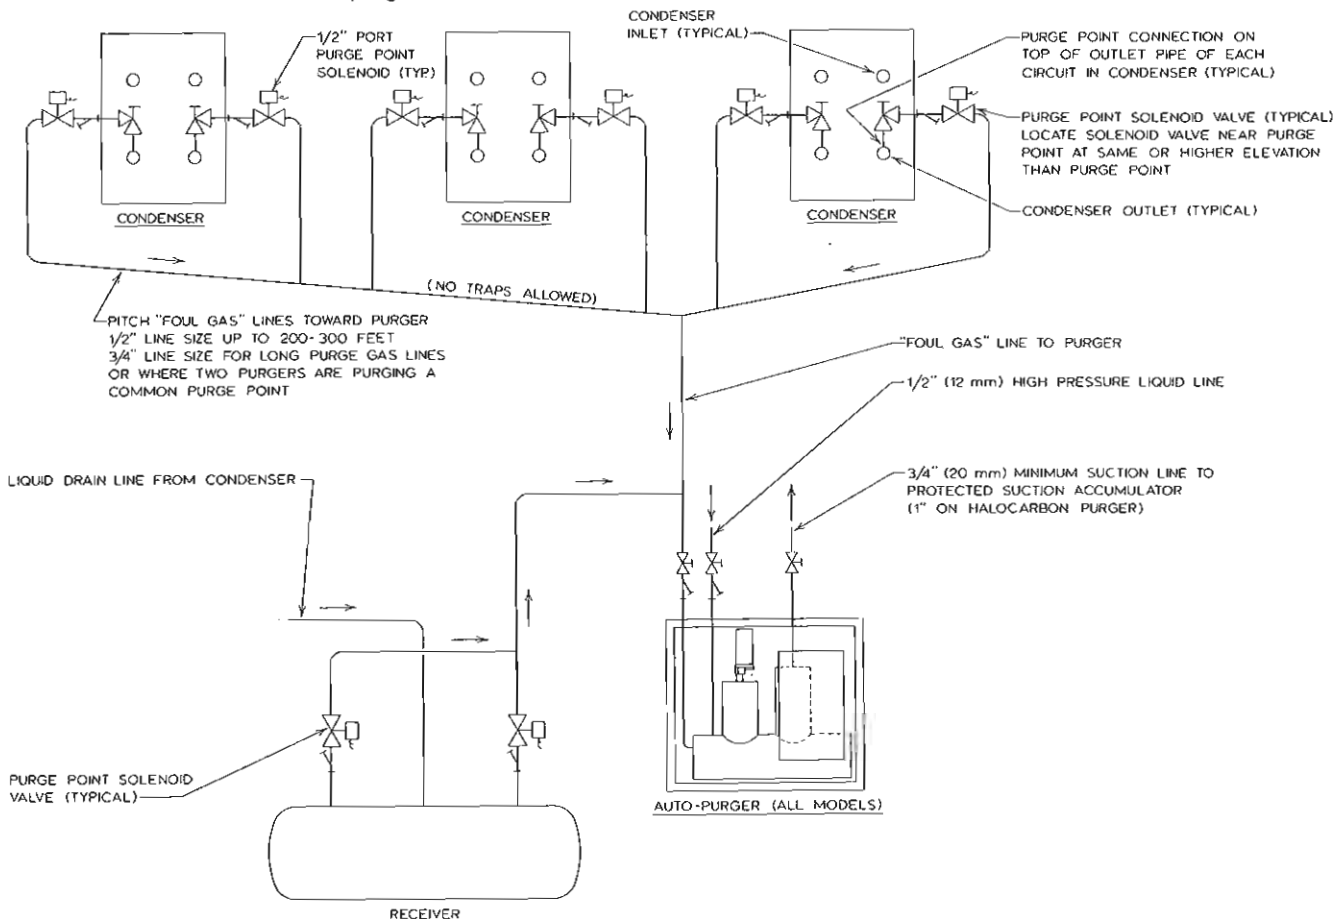 1/2" PORT
PURGE POINT
SOLENOID (TYP.)
CONDENSER
INLET (TYPICAL)
PURGE POINT CONNECTION ON
TOP OF OUTLET PIPE OF EACH
CIRCUIT IN CONDENSER (TYPICAL)
PURGE POINT SOLENOID VALVE (TYPICAL)
LOCATE SOLENOID VALVE NEAR PURGE
POINT AT SAME OR HIGHER ELEVATION
THAN PURGE POINT
CONDENSER OUTLET (TYPICAL)
CONDENSER
CONDENSER
CONDENSER
(NO TRAPS ALLOWED)
PITCH "FOUL GAS" LINES TOWARD PURGER
1/2" LINE SIZE UP TO 200-300 FEET
3/4" LINE SIZE FOR LONG PURGE GAS LINES
OR WHERE TWO PURGERS ARE PURGING A
COMMON PURGE POINT
"FOUL GAS" LINE TO PURGER
1/2" (12 mm) HIGH PRESSURE LIQUID LINE
3/4" (20 mm) MINIMUM SUCTION LINE TO
PROTECTED SUCTION ACCUMULATOR
(1" ON HALOCARBON PURGER)
LIQUID DRAIN LINE FROM CONDENSER
PURGE POINT SOLENOID
VALVE (TYPICAL)
AUTO-PURGER (ALL MODELS)
RECEIVER